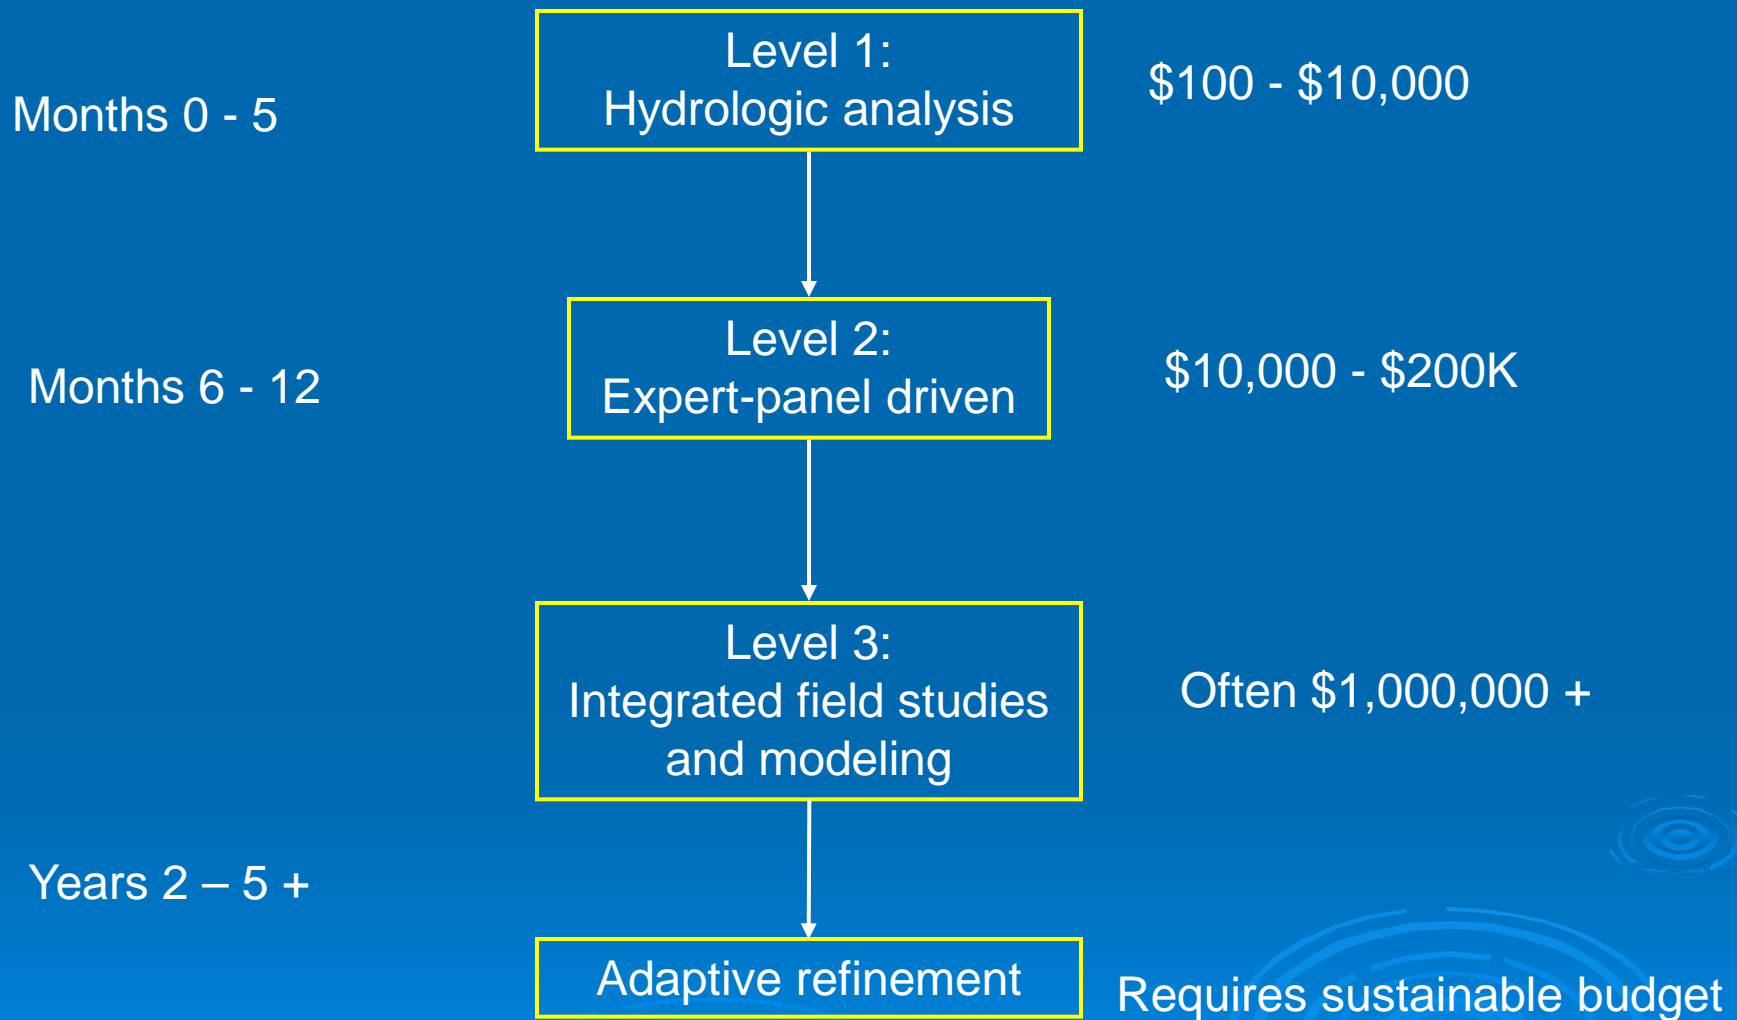 Level 1:
Hydrologic analysis
$100 - $10,000
Months 0 - 5
Level 2:
Expert-panel driven
$10,000 - $200K
Months 6 - 12
Level 3:
Integrated field studies
and modeling
Often $1,000,000 +
Years 2 – 5 +
Adaptive refinement
Requires sustainable budget